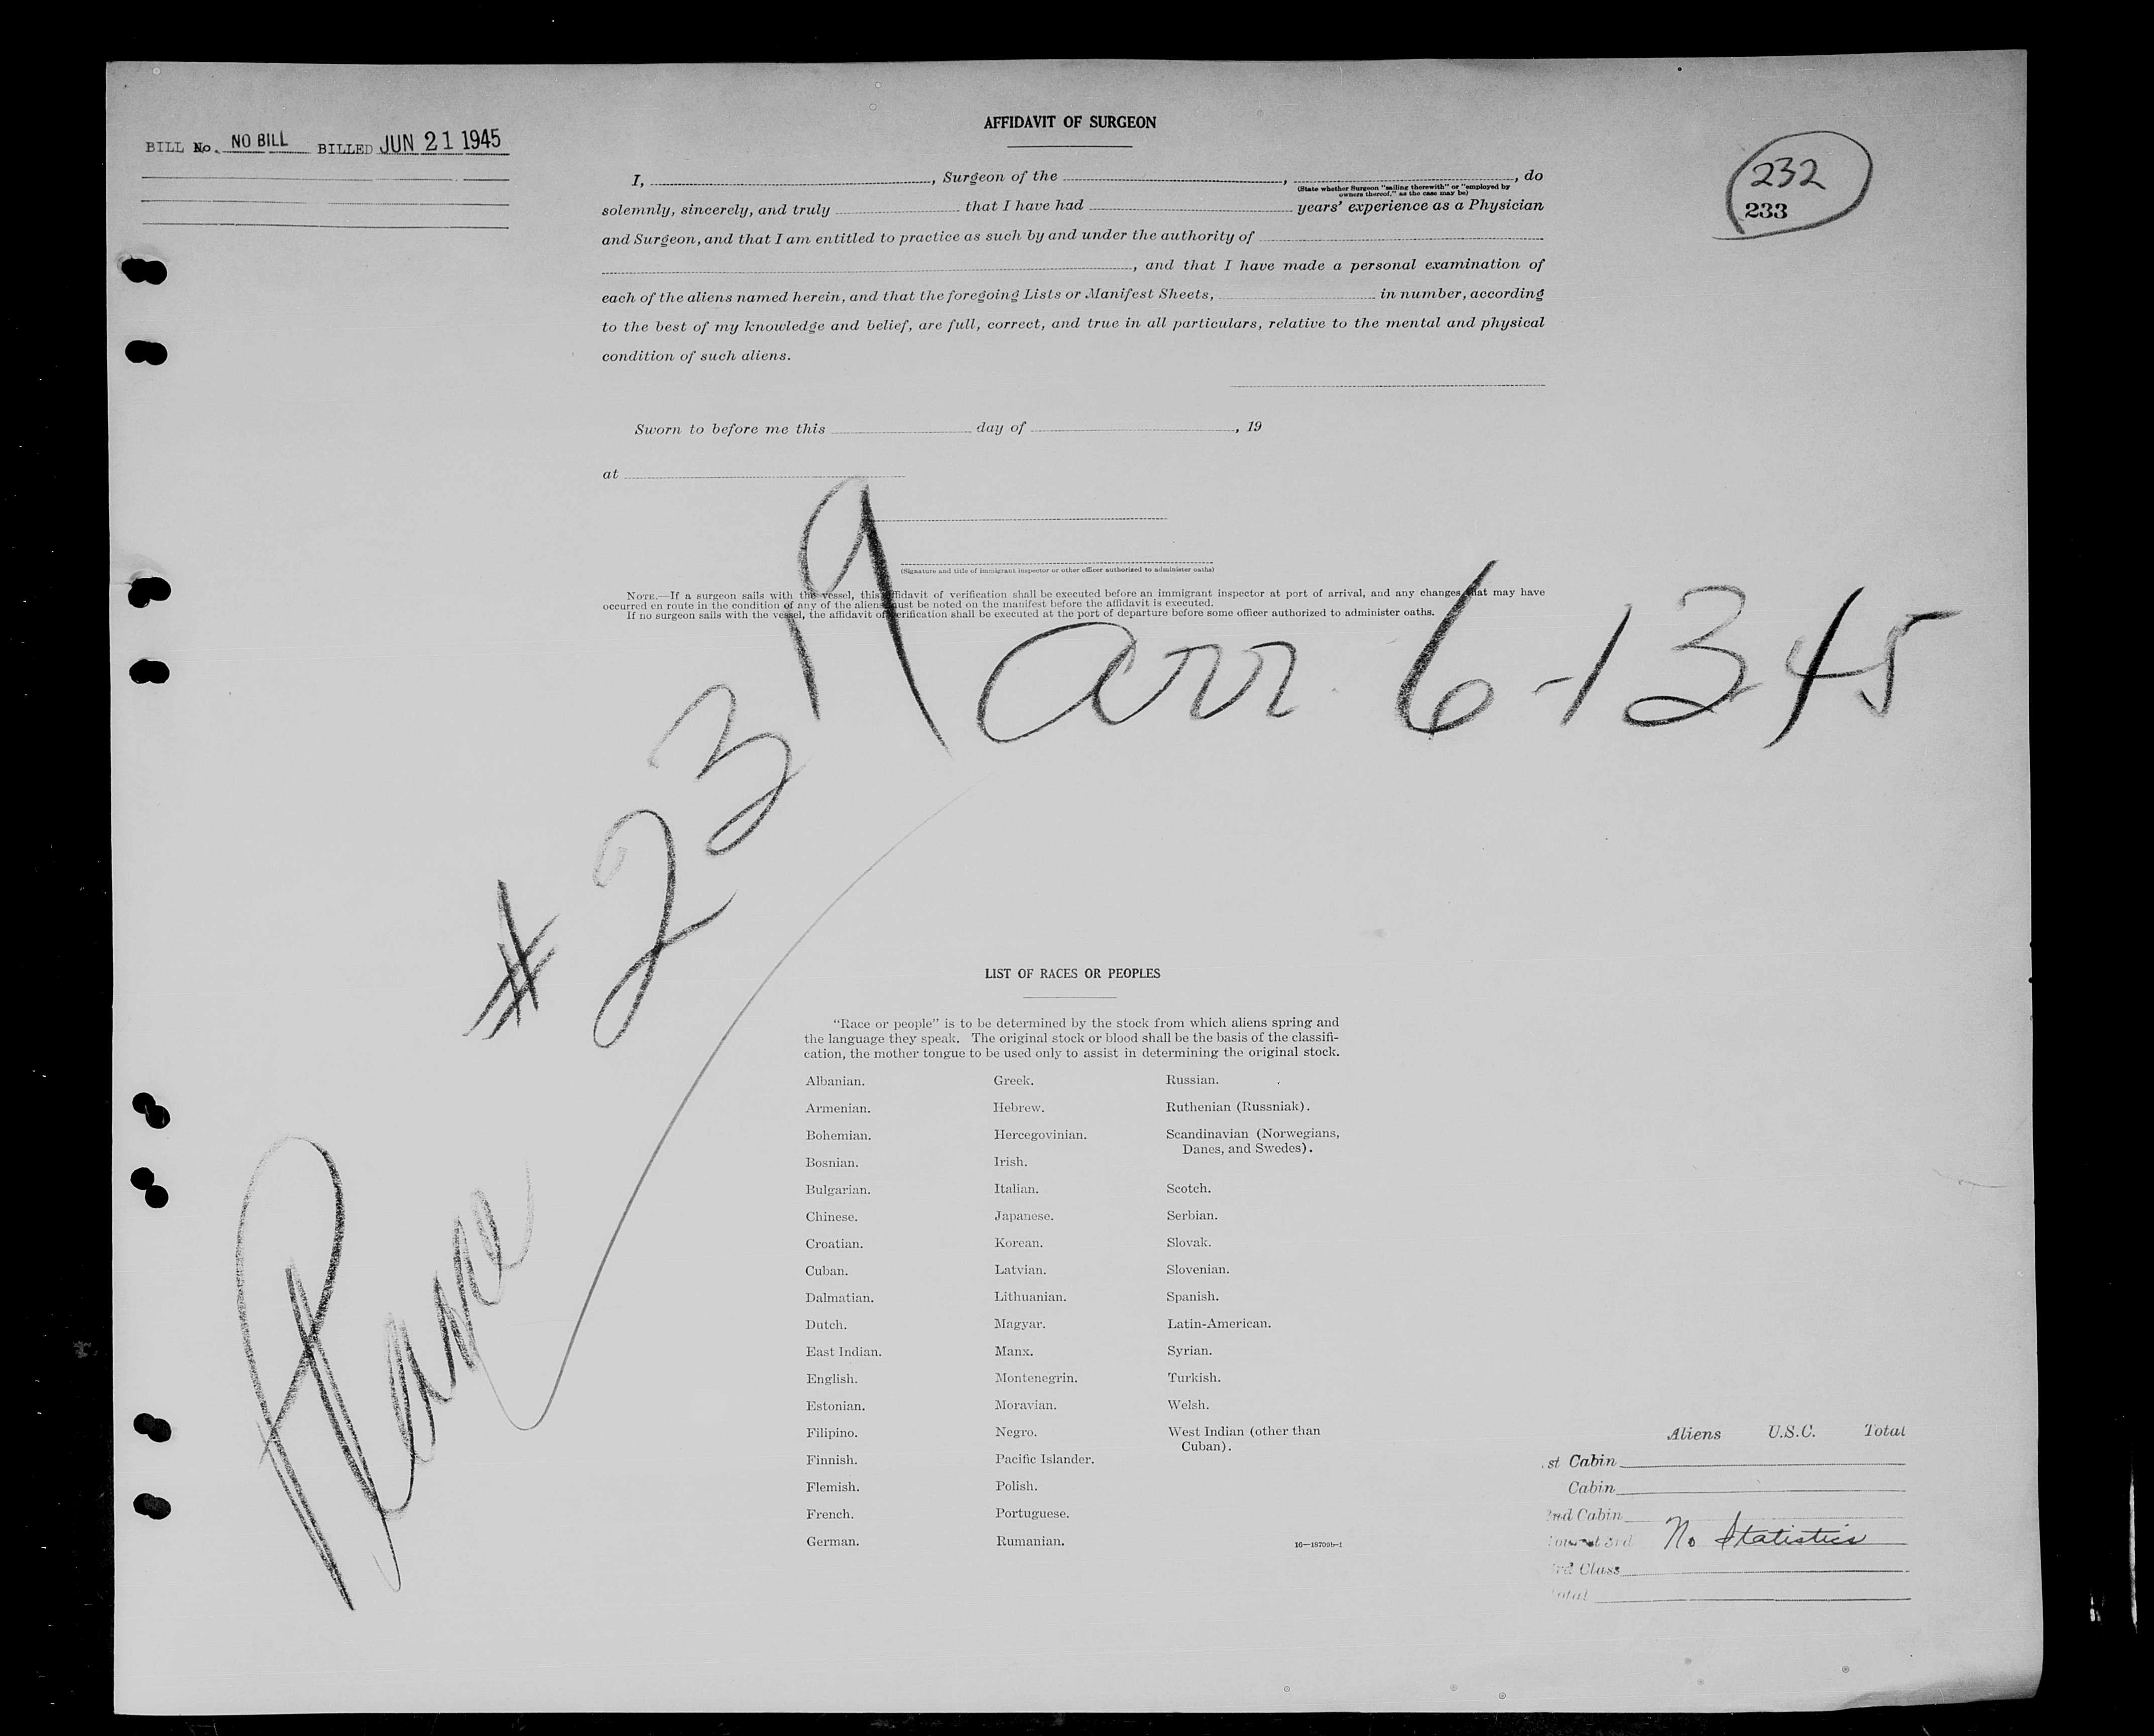 BILL No. NO BILL BILLED JUN 21 1945
232
233
AFFIDAVIT OF SURGEON
I, , Surgeon of the , , do
(State whether Surgeon "sailing therewith" or "employed by
owners thereof," as the case may be)
solemnly, sincerely, and truly that I have had years' experience as a Physician
and Surgeon, and that I am entitled to practice as such by and under the authority of
, and that I have made a personal examination of
each of the aliens named herein, and that the foregoing Lists or Manifest Sheets, in number, according
to the best of my knowledge and belief, are full, correct, and true in all particulars, relative to the mental and physical
condition of such aliens.
Sworn to before me this day of , 19
at
(Signature and title of immigrant inspector or other officer authorized to administer oaths)
NOTE.—If a surgeon sails with the vessel, this affidavit of verification shall be executed before an immigrant inspector at port of arrival, and any changes that may have
occurred en route in the condition of any of the aliens must be noted on the manifest before the affidavit is executed.
If no surgeon sails with the vessel, the affidavit of verification shall be executed at the port of departure before some officer authorized to administer oaths.
Plane # 2319
arr. 6-13 45
LIST OF RACES OR PEOPLES
"Race or people" is to be determined by the stock from which aliens spring and
the language they speak. The original stock or blood shall be the basis of the classifi-
cation, the mother tongue to be used only to assist in determining the original stock.
Albanian. Greek. Russian.
Armenian. Hebrew. Ruthenian (Russniak).
Bohemian. Hercegovinian. Scandinavian (Norwegians,
Danes, and Swedes).
Bosnian. Irish.
Bulgarian. Italian. Scotch.
Chinese. Japanese. Serbian.
Croatian. Korean. Slovak.
Cuban. Latvian. Slovenian.
Dalmatian. Lithuanian. Spanish.
Dutch. Magyar. Latin-American.
East Indian. Manx. Syrian.
English. Montenegrin. Turkish.
Estonian. Moravian. Welsh.
Filipino. Negro. West Indian (other than
Cuban).
Finnish. Pacific Islander.
Flemish. Polish.
French. Portuguese.
German. Rumanian.
16—18709b-1
Aliens U.S.C. Total
st Cabin
Cabin
2nd Cabin
3rd No Statistics
3rd Class
Total